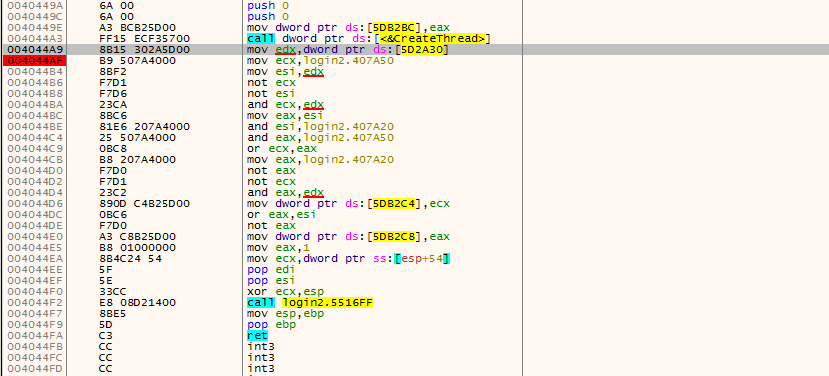 0040449A 6A 00 push 0
0040449C 6A 00 push 0
0040449E A3 BCB25D00 mov dword ptr ds:[5DB2BC],eax
004044A3 FF15 ECF35700 call dword ptr ds:[<&CreateThread>]
004044A9 8B15 302A5D00 mov edx,dword ptr ds:[5D2A30]
004044AF B9 507A4000 mov ecx,login2.407A50
004044B4 8BF2 mov esi,edx
004044B6 F7D1 not ecx
004044B8 F7D6 not esi
004044BA 23CA and ecx,edx
004044BC 8BC6 mov eax,esi
004044BE 81E6 207A4000 and esi,login2.407A20
004044C4 25 507A4000 and eax,login2.407A50
004044C9 0BC8 or ecx,eax
004044CB B8 207A4000 mov eax,login2.407A20
004044D0 F7D0 not eax
004044D2 F7D1 not ecx
004044D4 23C2 and eax,edx
004044D6 890D C4B25D00 mov dword ptr ds:[5DB2C4],ecx
004044DC 0BC6 or eax,esi
004044DE F7D0 not eax
004044E0 A3 C8B25D00 mov dword ptr ds:[5DB2C8],eax
004044E5 B8 01000000 mov eax,1
004044EA 8B4C24 54 mov ecx,dword ptr ss:[esp+54]
004044EE 5F pop edi
004044EF 5E pop esi
004044F0 33CC xor ecx,esp
004044F2 E8 08D21400 call login2.5516FF
004044F7 8BE5 mov esp,ebp
004044F9 5D pop ebp
004044FA C3 ret
004044FB CC int3
004044FC CC int3
004044FD CC int3